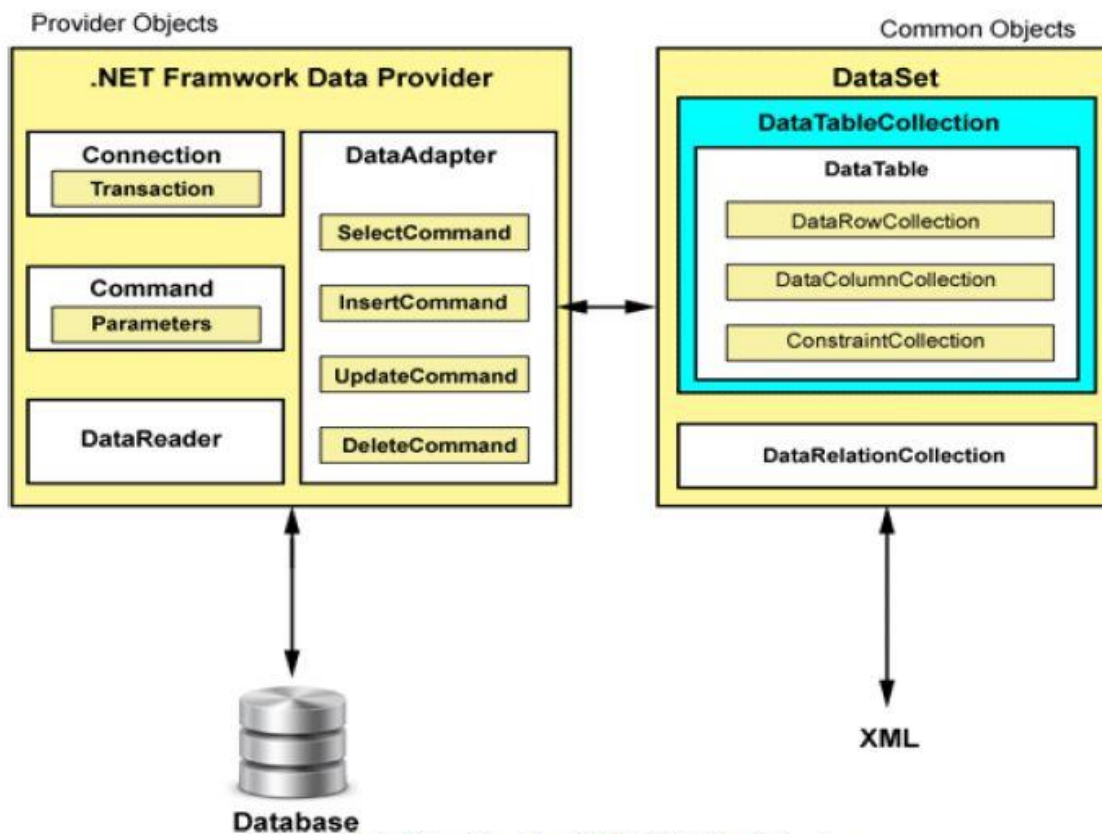 Provider Objects
.NET Framwork Data Provider
Connection
Transaction
Command
Parameters
DataReader
DataAdapter
SelectCommand
InsertCommand
UpdateCommand
DeleteCommand
Common Objects
DataSet
DataTableCollection
DataTable
DataRowCollection
DataColumnCollection
ConstraintCollection
DataRelationCollection
Database
XML